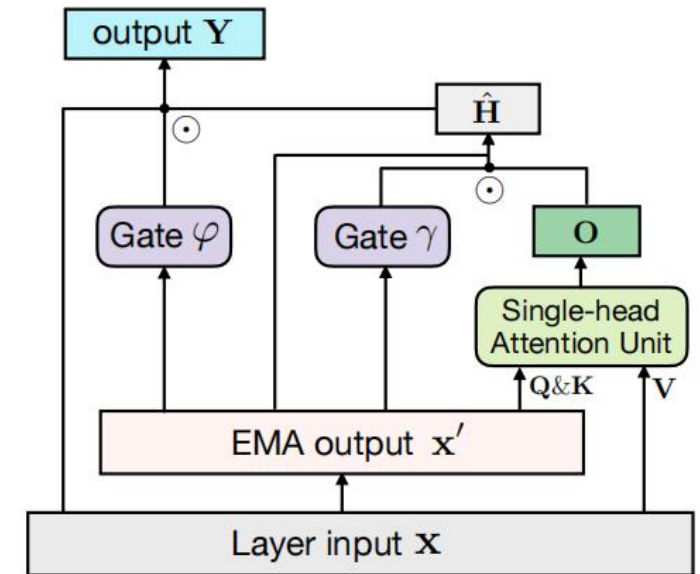 output Y
Ĥ
⊙
⊙
Gate φ
Gate γ
O
Single-head
Attention Unit
Q&K
V
EMA output x′
Layer input X